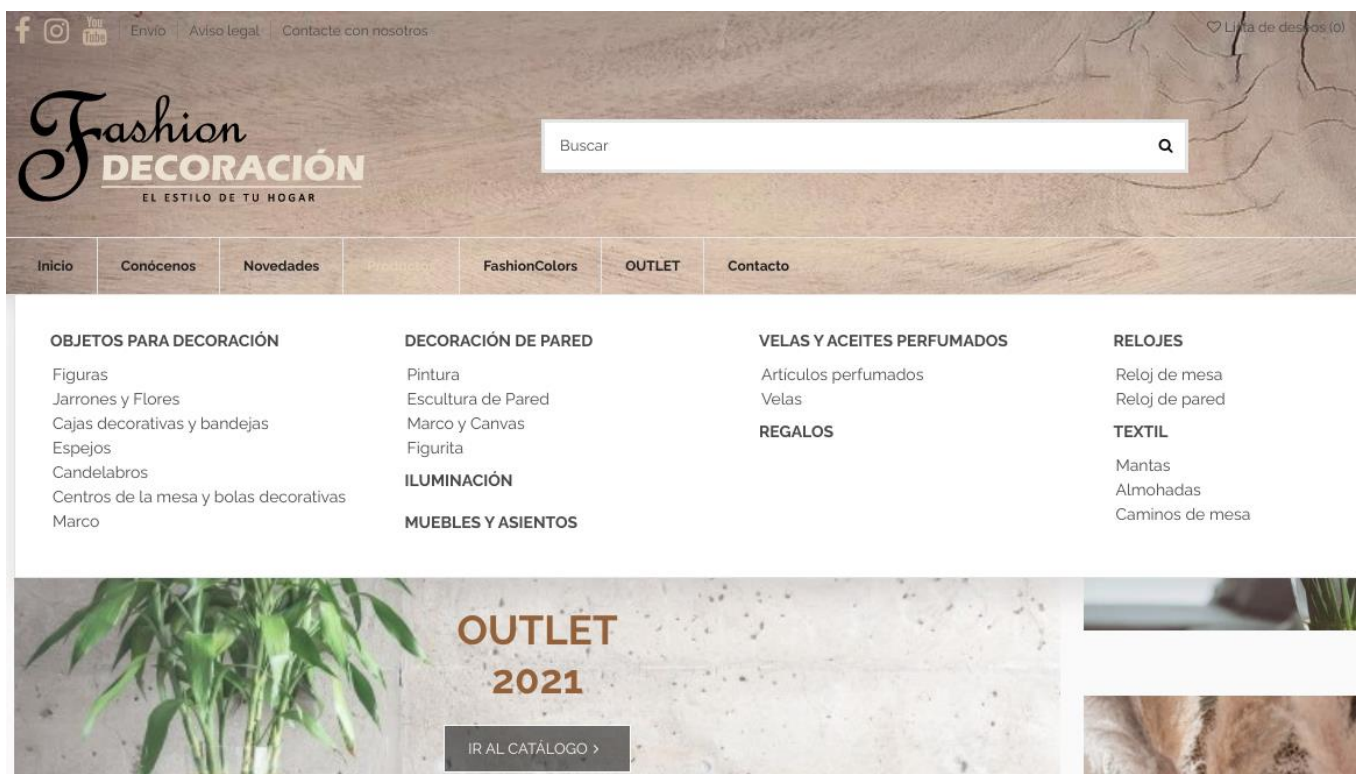 You
Tube
Envío
Aviso legal
Contacte con nosotros
Lista de deseos (0)
Fashion
DECORACIÓN
EL ESTILO DE TU HOGAR
Buscar
Inicio
Conócenos
Novedades
Productos
FashionColors
OUTLET
Contacto
OBJETOS PARA DECORACIÓN
Figuras
Jarrones y Flores
Cajas decorativas y bandejas
Espejos
Candelabros
Centros de la mesa y bolas decorativas
Marco
DECORACIÓN DE PARED
Pintura
Escultura de Pared
Marco y Canvas
Figurita
ILUMINACIÓN
MUEBLES Y ASIENTOS
VELAS Y ACEITES PERFUMADOS
Artículos perfumados
Velas
REGALOS
RELOJES
Reloj de mesa
Reloj de pared
TEXTIL
Mantas
Almohadas
Caminos de mesa
OUTLET
2021
IR AL CATÁLOGO >